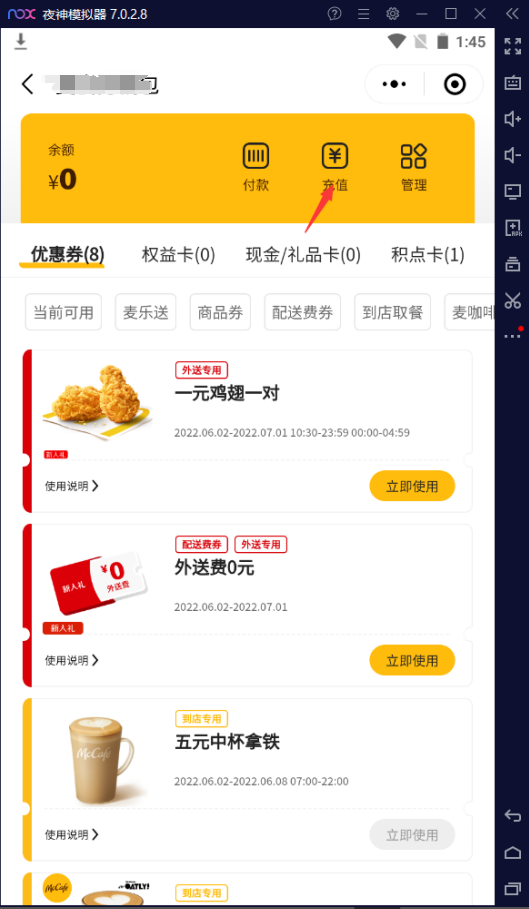 nox 夜神模拟器 7.0.2.8
1:45
包
余额
¥0
付款 充值 管理
优惠券(8) 权益卡(0) 现金/礼品卡(0) 积点卡(1)
当前可用 麦乐送 商品券 配送费券 到店取餐 麦咖啡
外送专用
一元鸡翅一对
2022.06.02-2022.07.01 10:30-23:59 00:00-04:59
新人礼
使用说明
立即使用
配送费券 外送专用
外送费0元
¥0
外送费
新人礼
2022.06.02-2022.07.01
新人礼
使用说明
立即使用
到店专用
五元中杯拿铁
McCafé
2022.06.02-2022.06.08 07:00-22:00
使用说明
立即使用
McCafé
OATLY!
到店专用